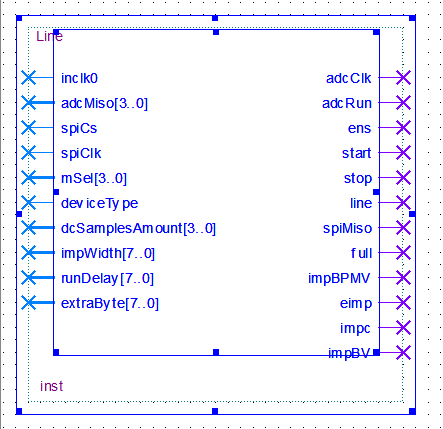 Line
inclk0 adcClk
adcMiso[3..0] adcRun
spiCs ens
spiClk start
mSel[3..0] stop
deviceType line
dcSamplesAmount[3..0] spiMiso
impWidth[7..0] full
runDelay[7..0] impBPMV
extraByte[7..0] eimp
impc
impBV
inst